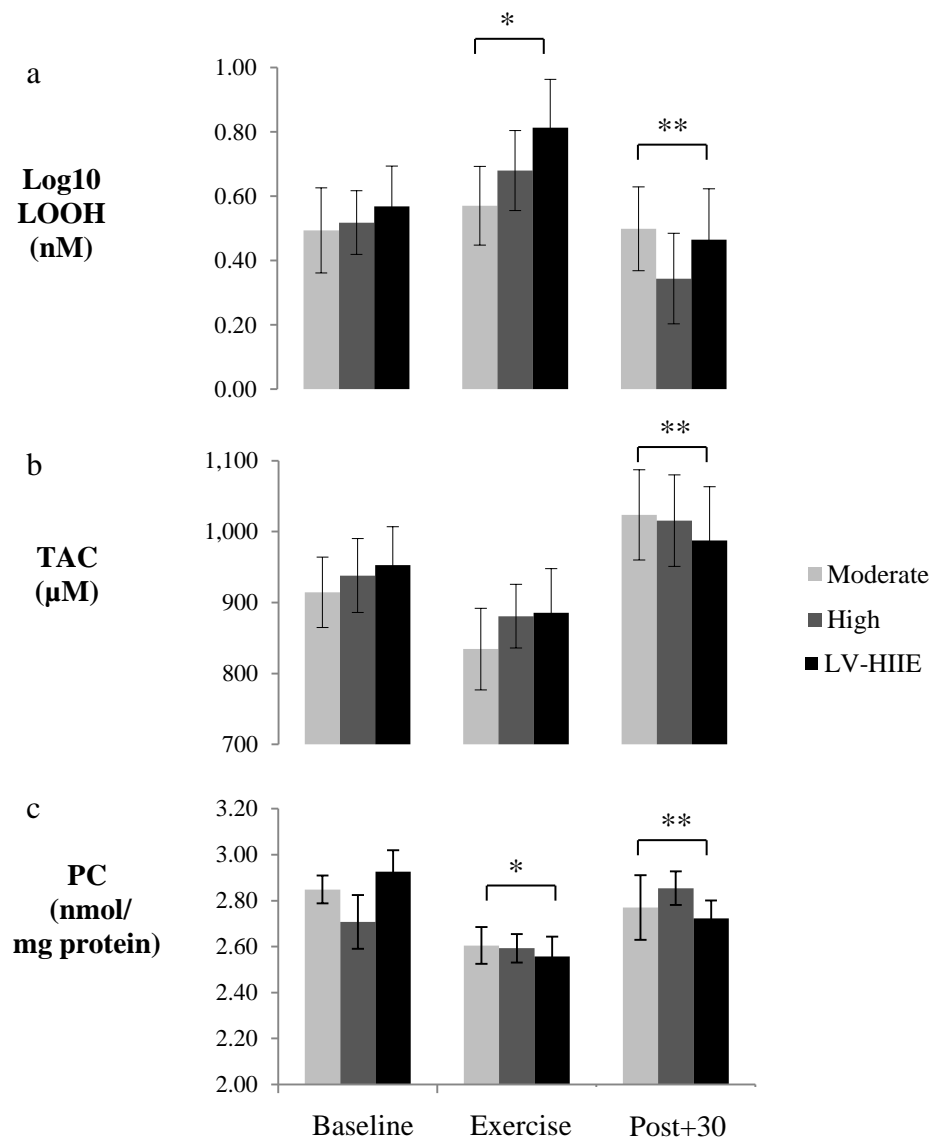 a
Log10
LOOH
(nM)
1.00
0.80
0.60
0.40
0.20
0.00
*
**
b
TAC
(µM)
1,100
1,000
900
800
700
**
Moderate
High
LV-HIIE
c
PC
(nmol/
mg protein)
3.20
3.00
2.80
2.60
2.40
2.20
2.00
*
**
Baseline Exercise Post+30